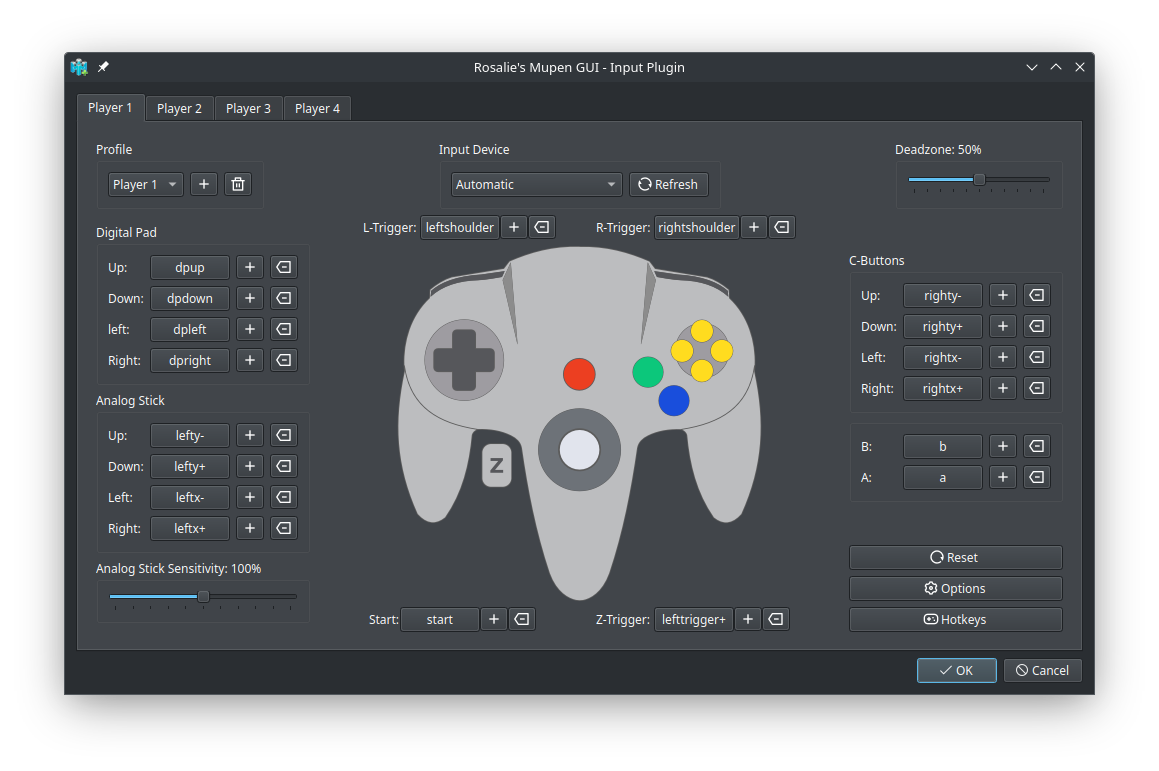 Rosalie's Mupen GUI - Input Plugin
Player 1 Player 2 Player 3 Player 4
Profile
Player 1
Input Device
Automatic Refresh
Deadzone: 50%
L-Trigger: leftshoulder
R-Trigger: rightshoulder
Digital Pad
Up: dpup
Down: dpdown
left: dpleft
Right: dpright
Analog Stick
Up: lefty-
Down: lefty+
Left: leftx-
Right: leftx+
Analog Stick Sensitivity: 100%
Z
Start: start
Z-Trigger: lefttrigger+
C-Buttons
Up: righty-
Down: righty+
Left: rightx-
Right: rightx+
B: b
A: a
Reset
Options
Hotkeys
OK Cancel